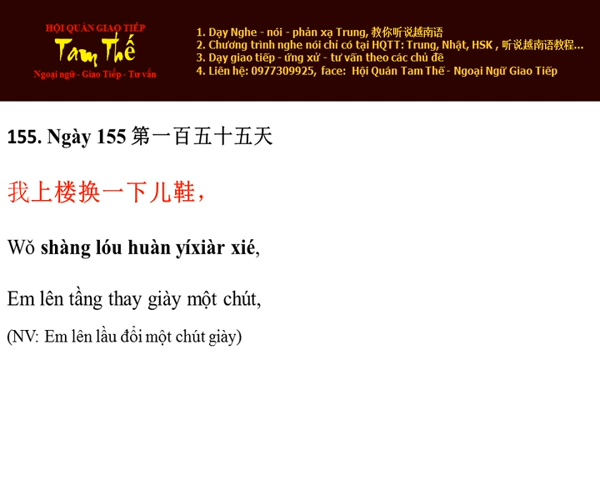 HỘI QUÁN GIAO TIẾP
Tam Thế
Ngoại ngữ - Giao Tiếp - Tư vấn
1. Dạy Nghe - nói - phản xạ Trung, 教你听说越南语
2. Chương trình nghe nói chỉ có tại HQTT: Trung, Nhật, HSK , 听说越南语教程...
3. Dạy giao tiếp - ứng xử - tư vấn theo các chủ đề
4. Liên hệ: 0977309925, face: Hội Quán Tam Thế - Ngoại Ngữ Giao Tiếp
155. Ngày 155 第一百五十五天
我上楼换一下儿鞋，
Wǒ shàng lóu huàn yíxiàr xié,
Em lên tầng thay giày một chút,
(NV: Em lên lầu đổi một chút giày)